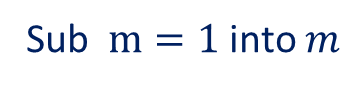 Sub m = 1 into m